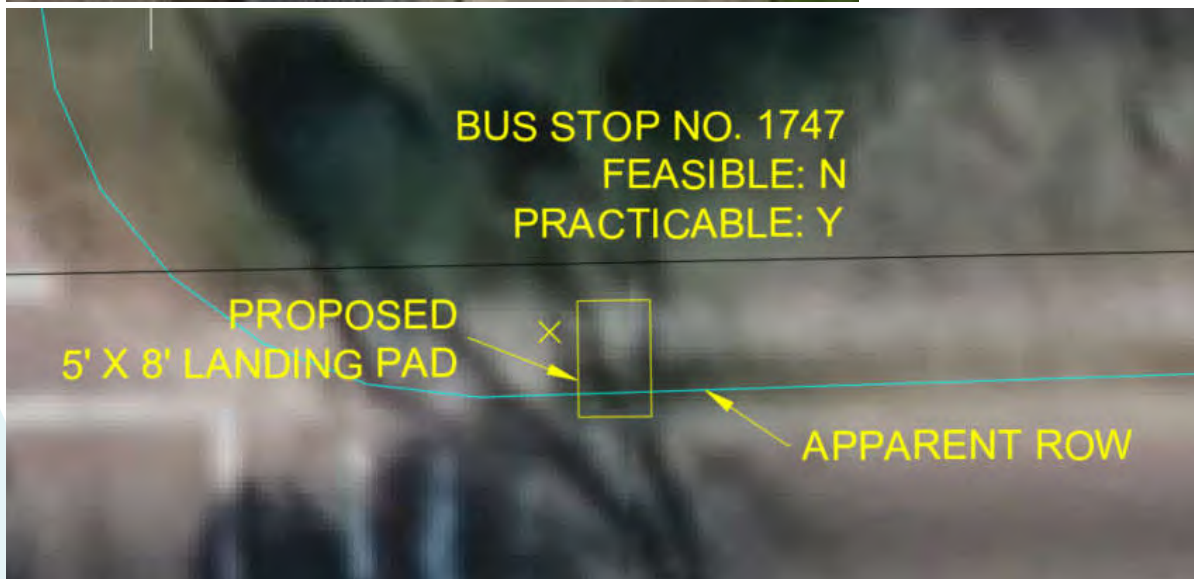 BUS STOP NO. 1747
FEASIBLE: N
PRACTICABLE: Y
PROPOSED
5' X 8' LANDING PAD
APPARENT ROW